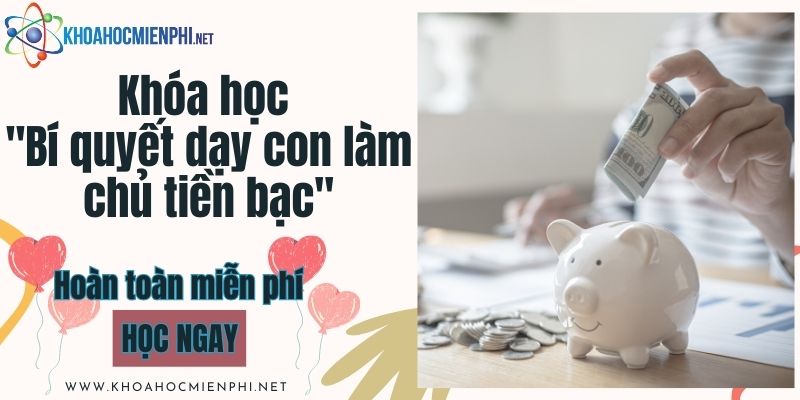 KHOAHOCMIENPHI.NET
Khóa học
"Bí quyết dạy con làm
chủ tiền bạc"
Hoàn toàn miễn phí
HỌC NGAY
WWW.KHOAHOCMIENPHI.NET
100